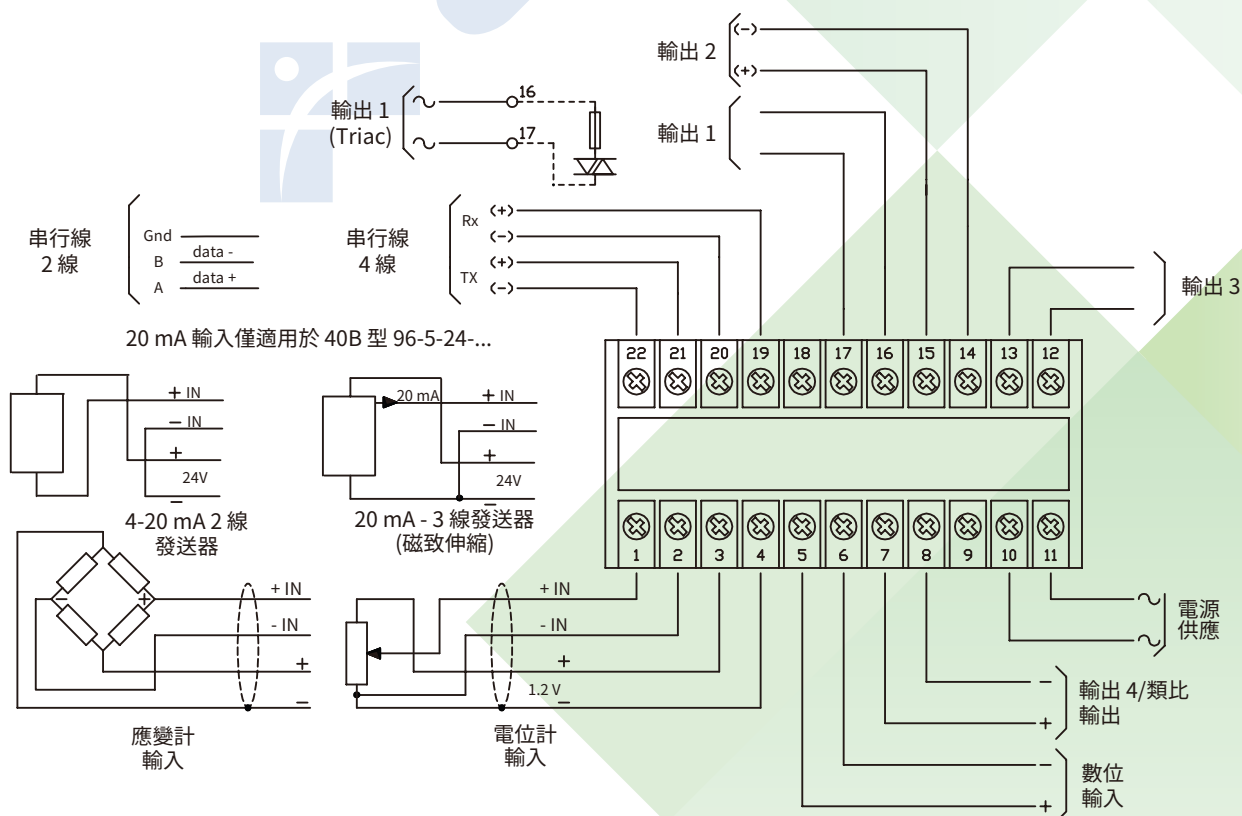 輸出 2
(-)
(+)
輸出 1
輸出 1
(Triac)
16
17
串行線
2 線
Gnd
B data -
A data +
串行線
4 線
Rx
(+)
(-)
TX
(+)
(-)
輸出 3
20 mA 輸入僅適用於 40B 型 96-5-24-...
22 21 20 19 18 17 16 15 14 13 12
1 2 3 4 5 6 7 8 9 10 11
+ IN
- IN
+
24V
-
4-20 mA 2 線
發送器
20 mA
+ IN
- IN
+
24V
-
20 mA - 3 線發送器
(磁致伸縮)
- +
+ IN
- IN
+
-
應變計
輸入
+ IN
- IN
+
1.2 V
-
電位計
輸入
電源
供應
-
+
輸出 4/類比
輸出
-
+
數位
輸入